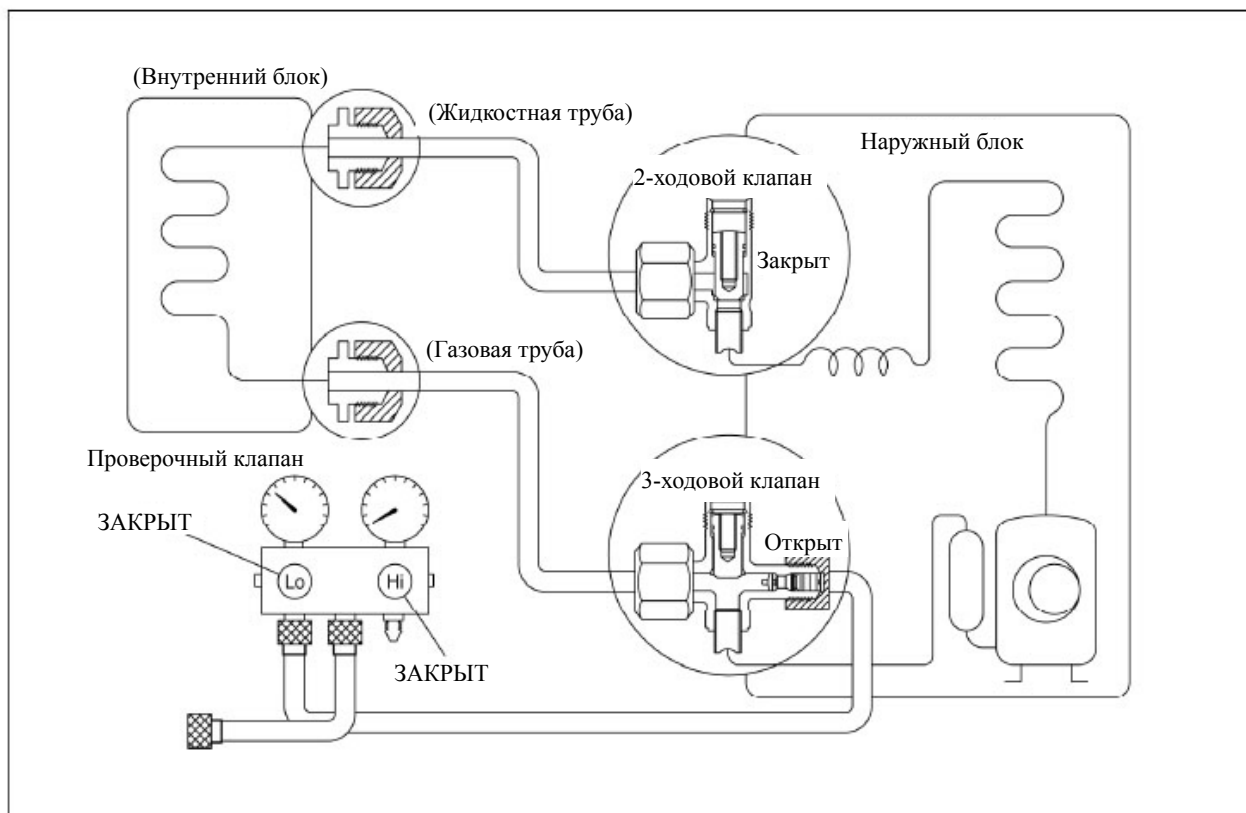 (Внутренний блок)
(Жидкостная труба)
Наружный блок
2-ходовой клапан
Закрыт
(Газовая труба)
Проверочный клапан
3-ходовой клапан
ЗАКРЫТ
Открыт
Lo
Hi
ЗАКРЫТ